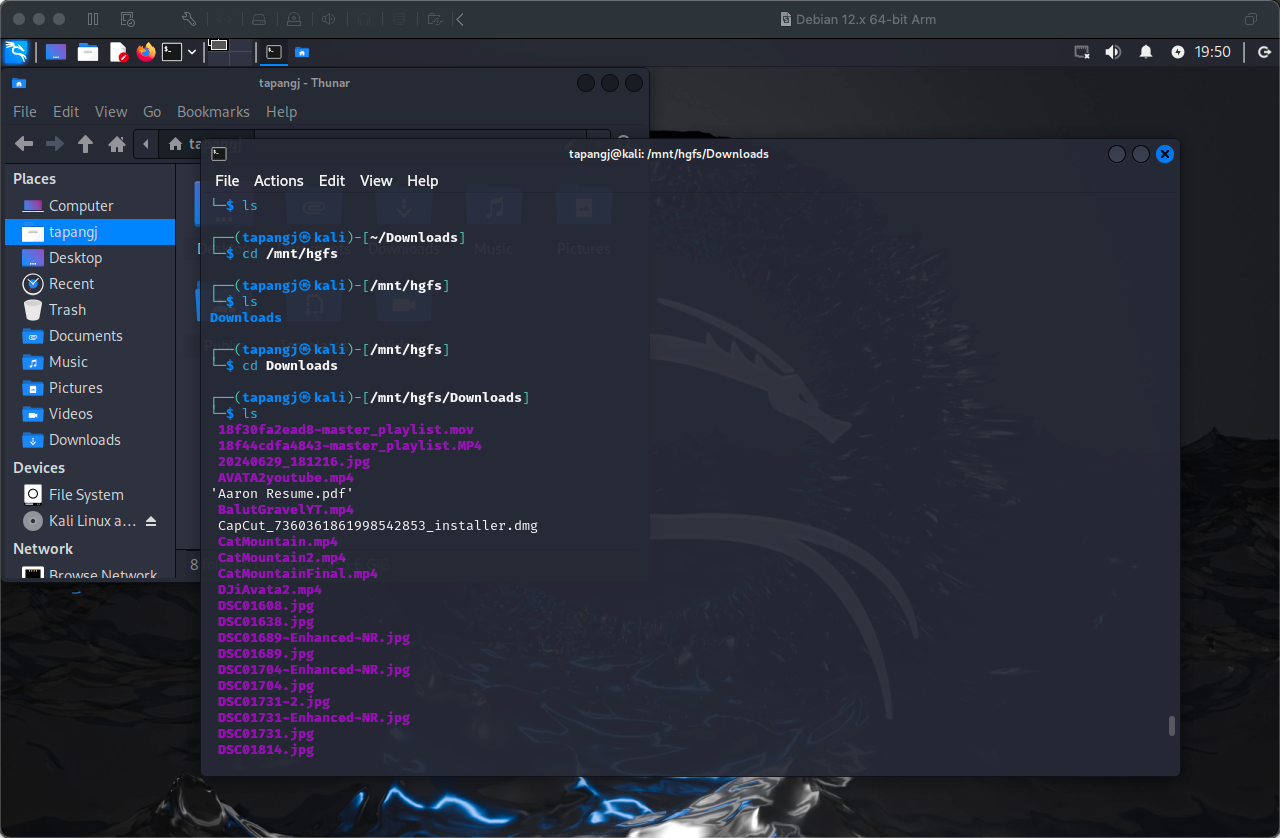 Debian 12.x 64-bit Arm
19:50
tapangj - Thunar
File Edit View Go Bookmarks Help
Places
Computer
tapangj
Desktop
Recent
Trash
Documents
Music
Pictures
Videos
Downloads
Devices
File System
Kali Linux a...
Network
Browse Network
8
tapangj@kali: /mnt/hgfs/Downloads
File Actions Edit View Help
└─$ ls
┌──(tapangj㉿kali)-[~/Downloads]
└─$ cd /mnt/hgfs
┌──(tapangj㉿kali)-[/mnt/hgfs]
└─$ ls
Downloads
┌──(tapangj㉿kali)-[/mnt/hgfs]
└─$ cd Downloads
┌──(tapangj㉿kali)-[/mnt/hgfs/Downloads]
└─$ ls
18f30fa2ead8-master_playlist.mov
18f44cdfa4843-master_playlist.MP4
20240629_181216.jpg
AVATA2youtube.mp4
'Aaron Resume.pdf'
BalutGravelYT.mp4
CapCut_7360361861998542853_installer.dmg
CatMountain.mp4
CatMountain2.mp4
CatMountainFinal.mp4
DJiAvata2.mp4
DSC01608.jpg
DSC01638.jpg
DSC01689-Enhanced-NR.jpg
DSC01689.jpg
DSC01704-Enhanced-NR.jpg
DSC01704.jpg
DSC01731-2.jpg
DSC01731-Enhanced-NR.jpg
DSC01731.jpg
DSC01814.jpg